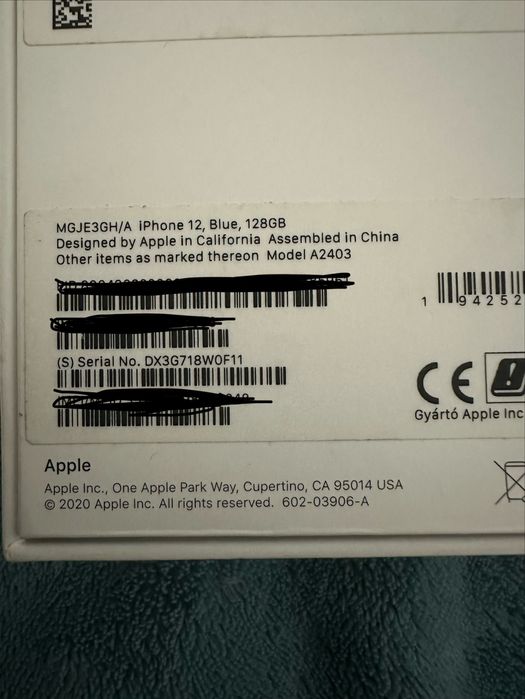 MGJE3GH/A iPhone 12, Blue, 128GB
Designed by Apple in California Assembled in China
Other items as marked thereon Model A2403
1 94252
(S) Serial No. DX3G718W0F11
CE
Gyártó Apple Inc
Apple
Apple Inc., One Apple Park Way, Cupertino, CA 95014 USA
© 2020 Apple Inc. All rights reserved. 602-03906-A